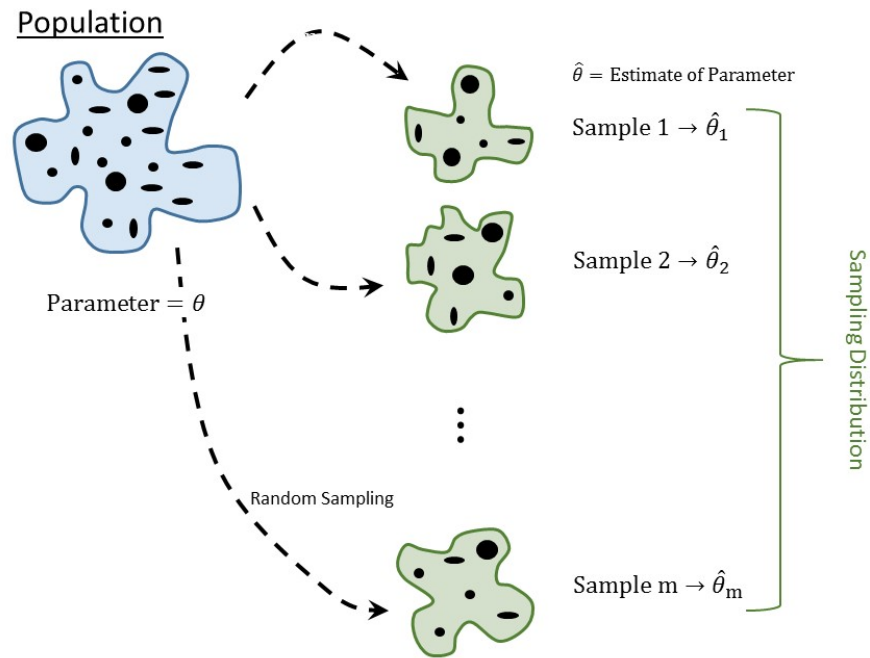 Population
θ̂ = Estimate of Parameter
Sample 1 → θ̂₁
Sample 2 → θ̂₂
Parameter = θ
Sampling Distribution
Random Sampling
Sample m → θ̂ₘ